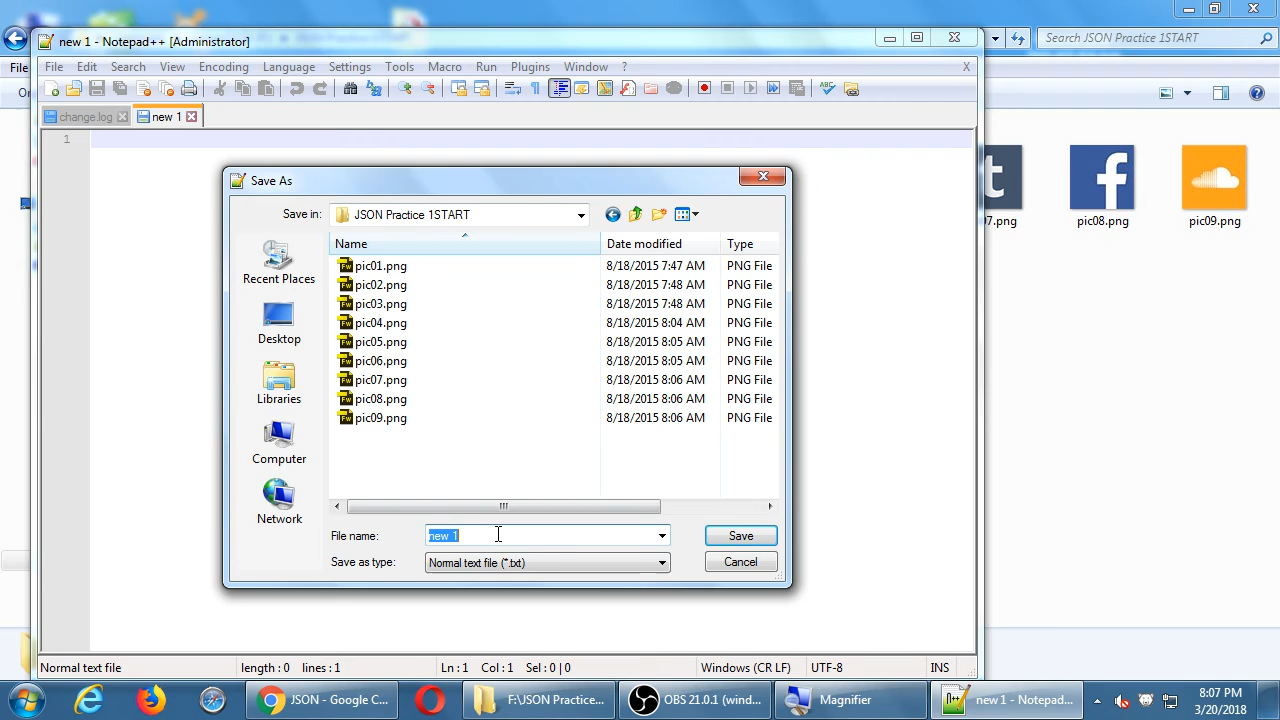 new 1 - Notepad++ [Administrator]
Search JSON Practice 1START
File
File Edit Search View Encoding Language Settings Tools Macro Run Plugins Window ? X
change.log new 1
1
Save As
Save in: JSON Practice 1START
Name Date modified Type
pic01.png 8/18/2015 7:47 AM PNG File
pic02.png 8/18/2015 7:48 AM PNG File
pic03.png 8/18/2015 7:48 AM PNG File
pic04.png 8/18/2015 8:04 AM PNG File
pic05.png 8/18/2015 8:05 AM PNG File
pic06.png 8/18/2015 8:05 AM PNG File
pic07.png 8/18/2015 8:06 AM PNG File
pic08.png 8/18/2015 8:06 AM PNG File
pic09.png 8/18/2015 8:06 AM PNG File
Recent Places
Desktop
Libraries
Computer
Network
File name: new 1 Save
Save as type: Normal text file (*.txt) Cancel
07.png pic08.png pic09.png
Normal text file length : 0 lines : 1 Ln : 1 Col : 1 Sel : 0 | 0 Windows (CR LF) UTF-8 INS
JSON - Google C... F:\JSON Practice... OBS 21.0.1 (wind... Magnifier new 1 - Notepad...
8:07 PM
3/20/2018